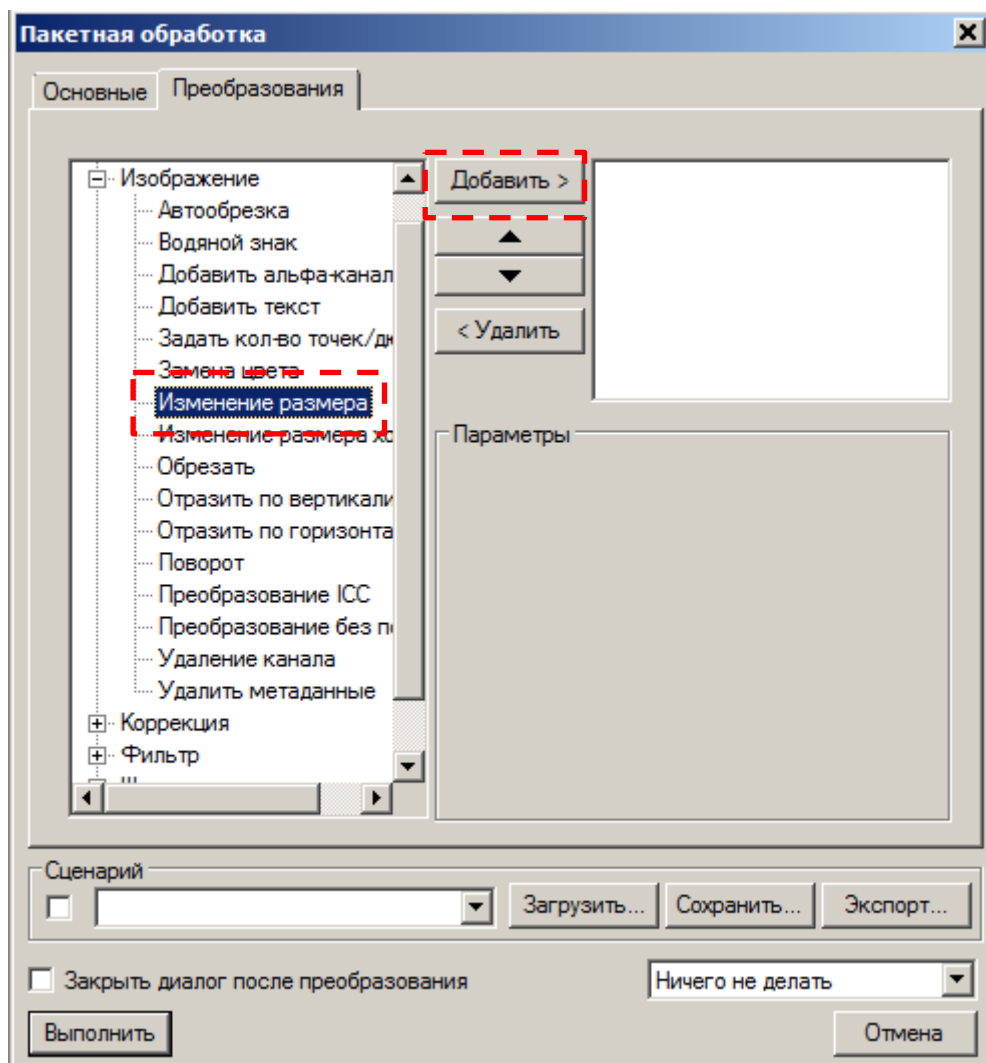 Пакетная обработка
Основные Преобразования
Изображение
Автообрезка
Водяной знак
Добавить альфа-канал
Добавить текст
Задать кол-во точек/дю
Замена цвета
Изменение размера
Изменение размера хо
Обрезать
Отразить по вертикали
Отразить по горизонта
Поворот
Преобразование ICC
Преобразование без по
Удаление канала
Удалить метаданные
Коррекция
Фильтр
Добавить >
< Удалить
Параметры
Сценарий
Загрузить... Сохранить... Экспорт...
Закрыть диалог после преобразования Ничего не делать
Выполнить Отмена